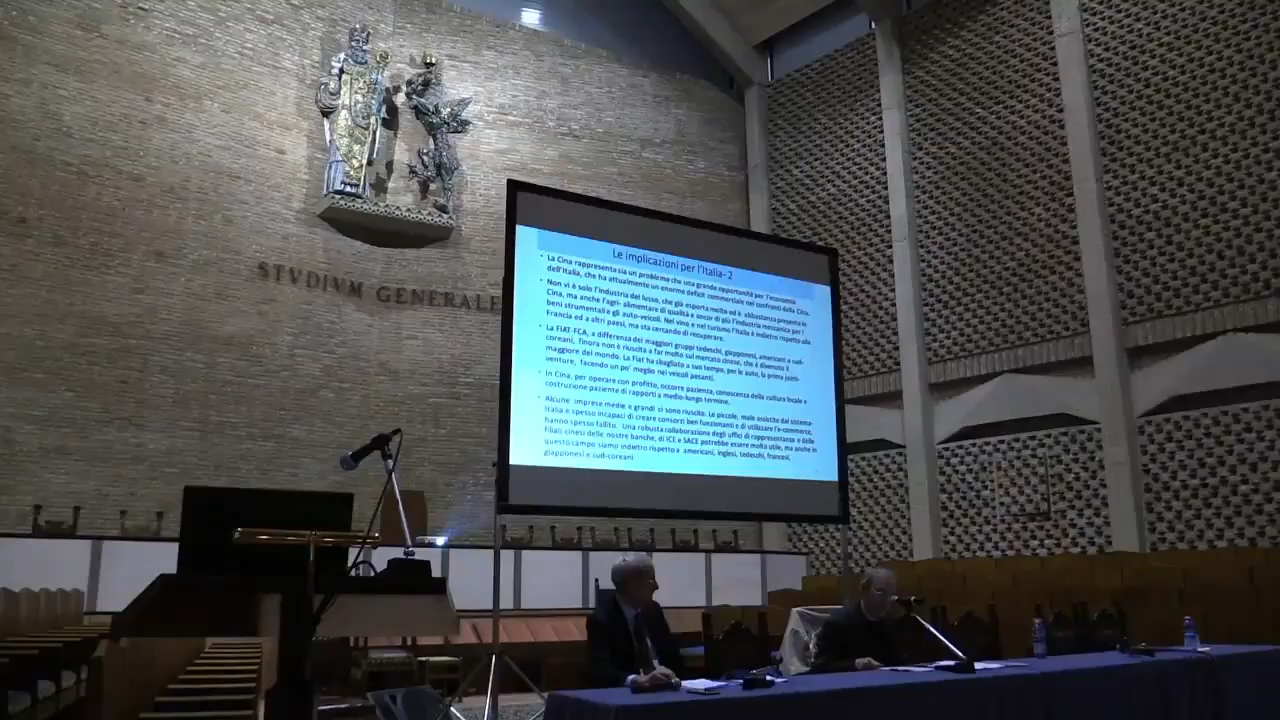 STVDIVM GENERALE
Le implicazioni per l'Italia- 2
• La Cina rappresenta sia un problema che una grande opportunità per l'economia
dell'Italia, che ha attualmente un enorme deficit commerciale nei confronti della Cina.
• Non vi è solo l'industria del lusso, che già esporta molto ed è abbastanza presente in
Cina, ma anche l'agri- alimentare di qualità e ancor di più l'industria meccanica per i
beni strumentali e gli auto-veicoli. Nel vino e nel turismo l'Italia è indietro rispetto alla
Francia ed a altri paesi, ma sta cercando di recuperare.
• La FIAT-FCA, a differenza dei maggiori gruppi tedeschi, giapponesi, americani a sud-
coreani, finora non è riuscita a far molto sul mercato cinese, che è divenuto il
maggiore del mondo. La Fiat ha sbagliato a suo tempo, per le auto, la prima joint-
venture, facendo un po' meglio nei veicoli pesanti.
• In Cina, per operare con profitto, occorre pazienza, conoscenza della cultura locale e
costruzione paziente di rapporti a medio-lungo termine.
• Alcune imprese medie e grandi ci sono riuscite. Le piccole, male assistite dal sistema-
Italia e spesso incapaci di creare consorzi ben funzionanti e di utilizzare l'e-commerce,
hanno spesso fallito. Una robusta collaborazione degli uffici di rappresentanza e delle
filiali cinesi delle nostre banche, di ICE e SACE potrebbe essere molto utile, ma anche in
questo campo siamo indietro rispetto a americani, inglesi, tedeschi, francesi,
giapponesi e sud-coreani.